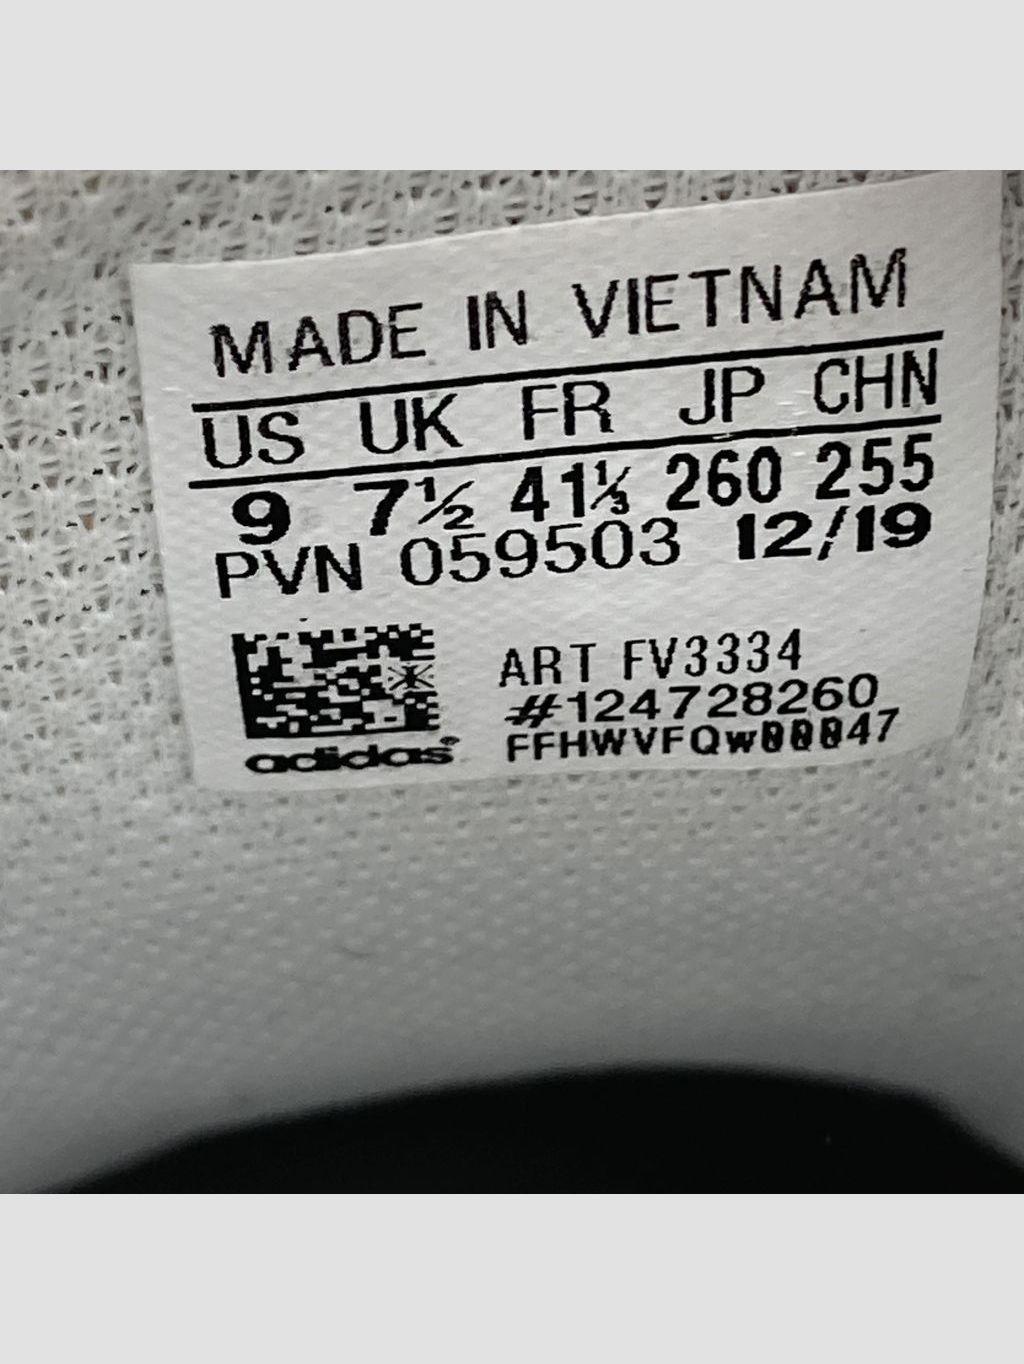 MADE IN VIETNAM
US UK FR JP CHN
9 7½ 41⅓ 260 255
PVN 059503 12/19
ART FV3334
#124728260
FFHWVFQW00047
adidas®